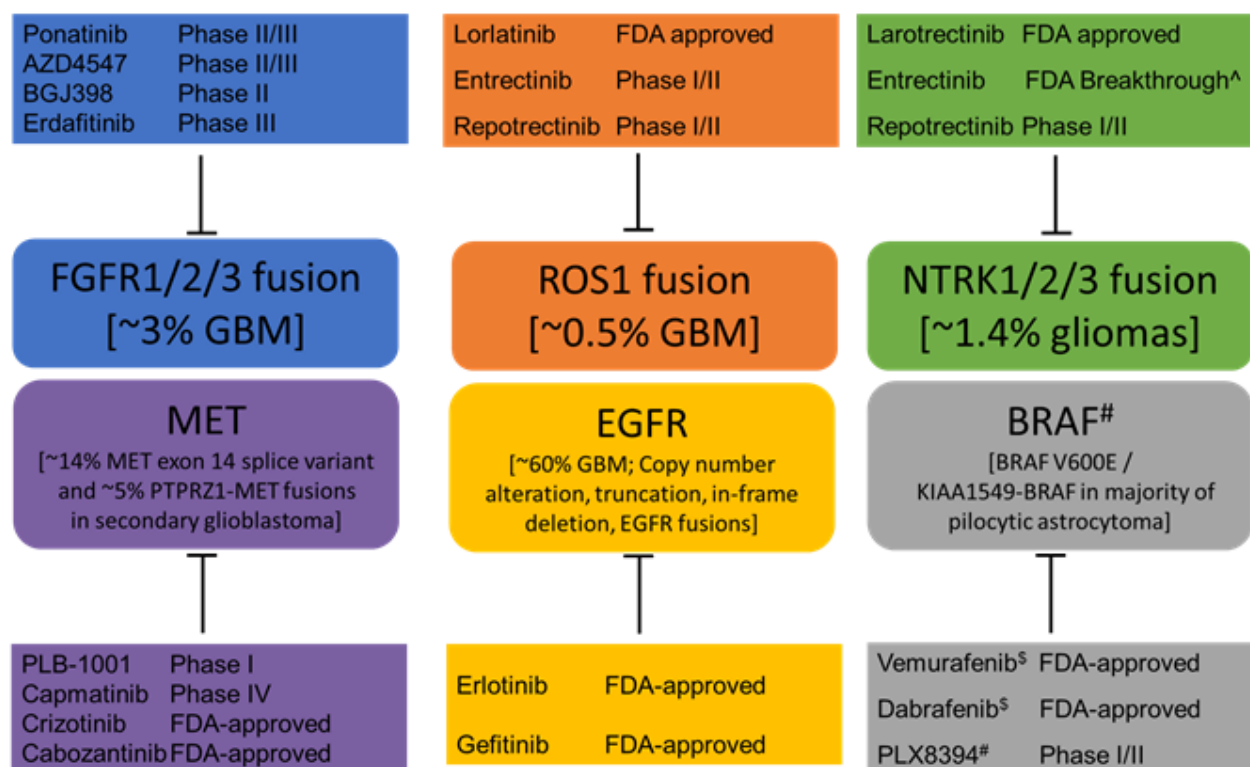 Ponatinib Phase II/III
AZD4547 Phase II/III
BGJ398 Phase II
Erdafitinib Phase III
Lorlatinib FDA approved
Entrectinib Phase I/II
Repotrectinib Phase I/II
Larotrectinib FDA approved
Entrectinib FDA Breakthrough^
Repotrectinib Phase I/II
FGFR1/2/3 fusion
[~3% GBM]
ROS1 fusion
[~0.5% GBM]
NTRK1/2/3 fusion
[~1.4% gliomas]
MET
[~14% MET exon 14 splice variant
and ~5% PTPRZ1-MET fusions
in secondary glioblastoma]
EGFR
[~60% GBM; Copy number
alteration, truncation, in-frame
deletion, EGFR fusions]
BRAF#
[BRAF V600E /
KIAA1549-BRAF in majority of
pilocytic astrocytoma]
PLB-1001 Phase I
Capmatinib Phase IV
Crizotinib FDA-approved
Cabozantinib FDA-approved
Erlotinib FDA-approved
Gefitinib FDA-approved
Vemurafenib$ FDA-approved
Dabrafenib$ FDA-approved
PLX8394# Phase I/II